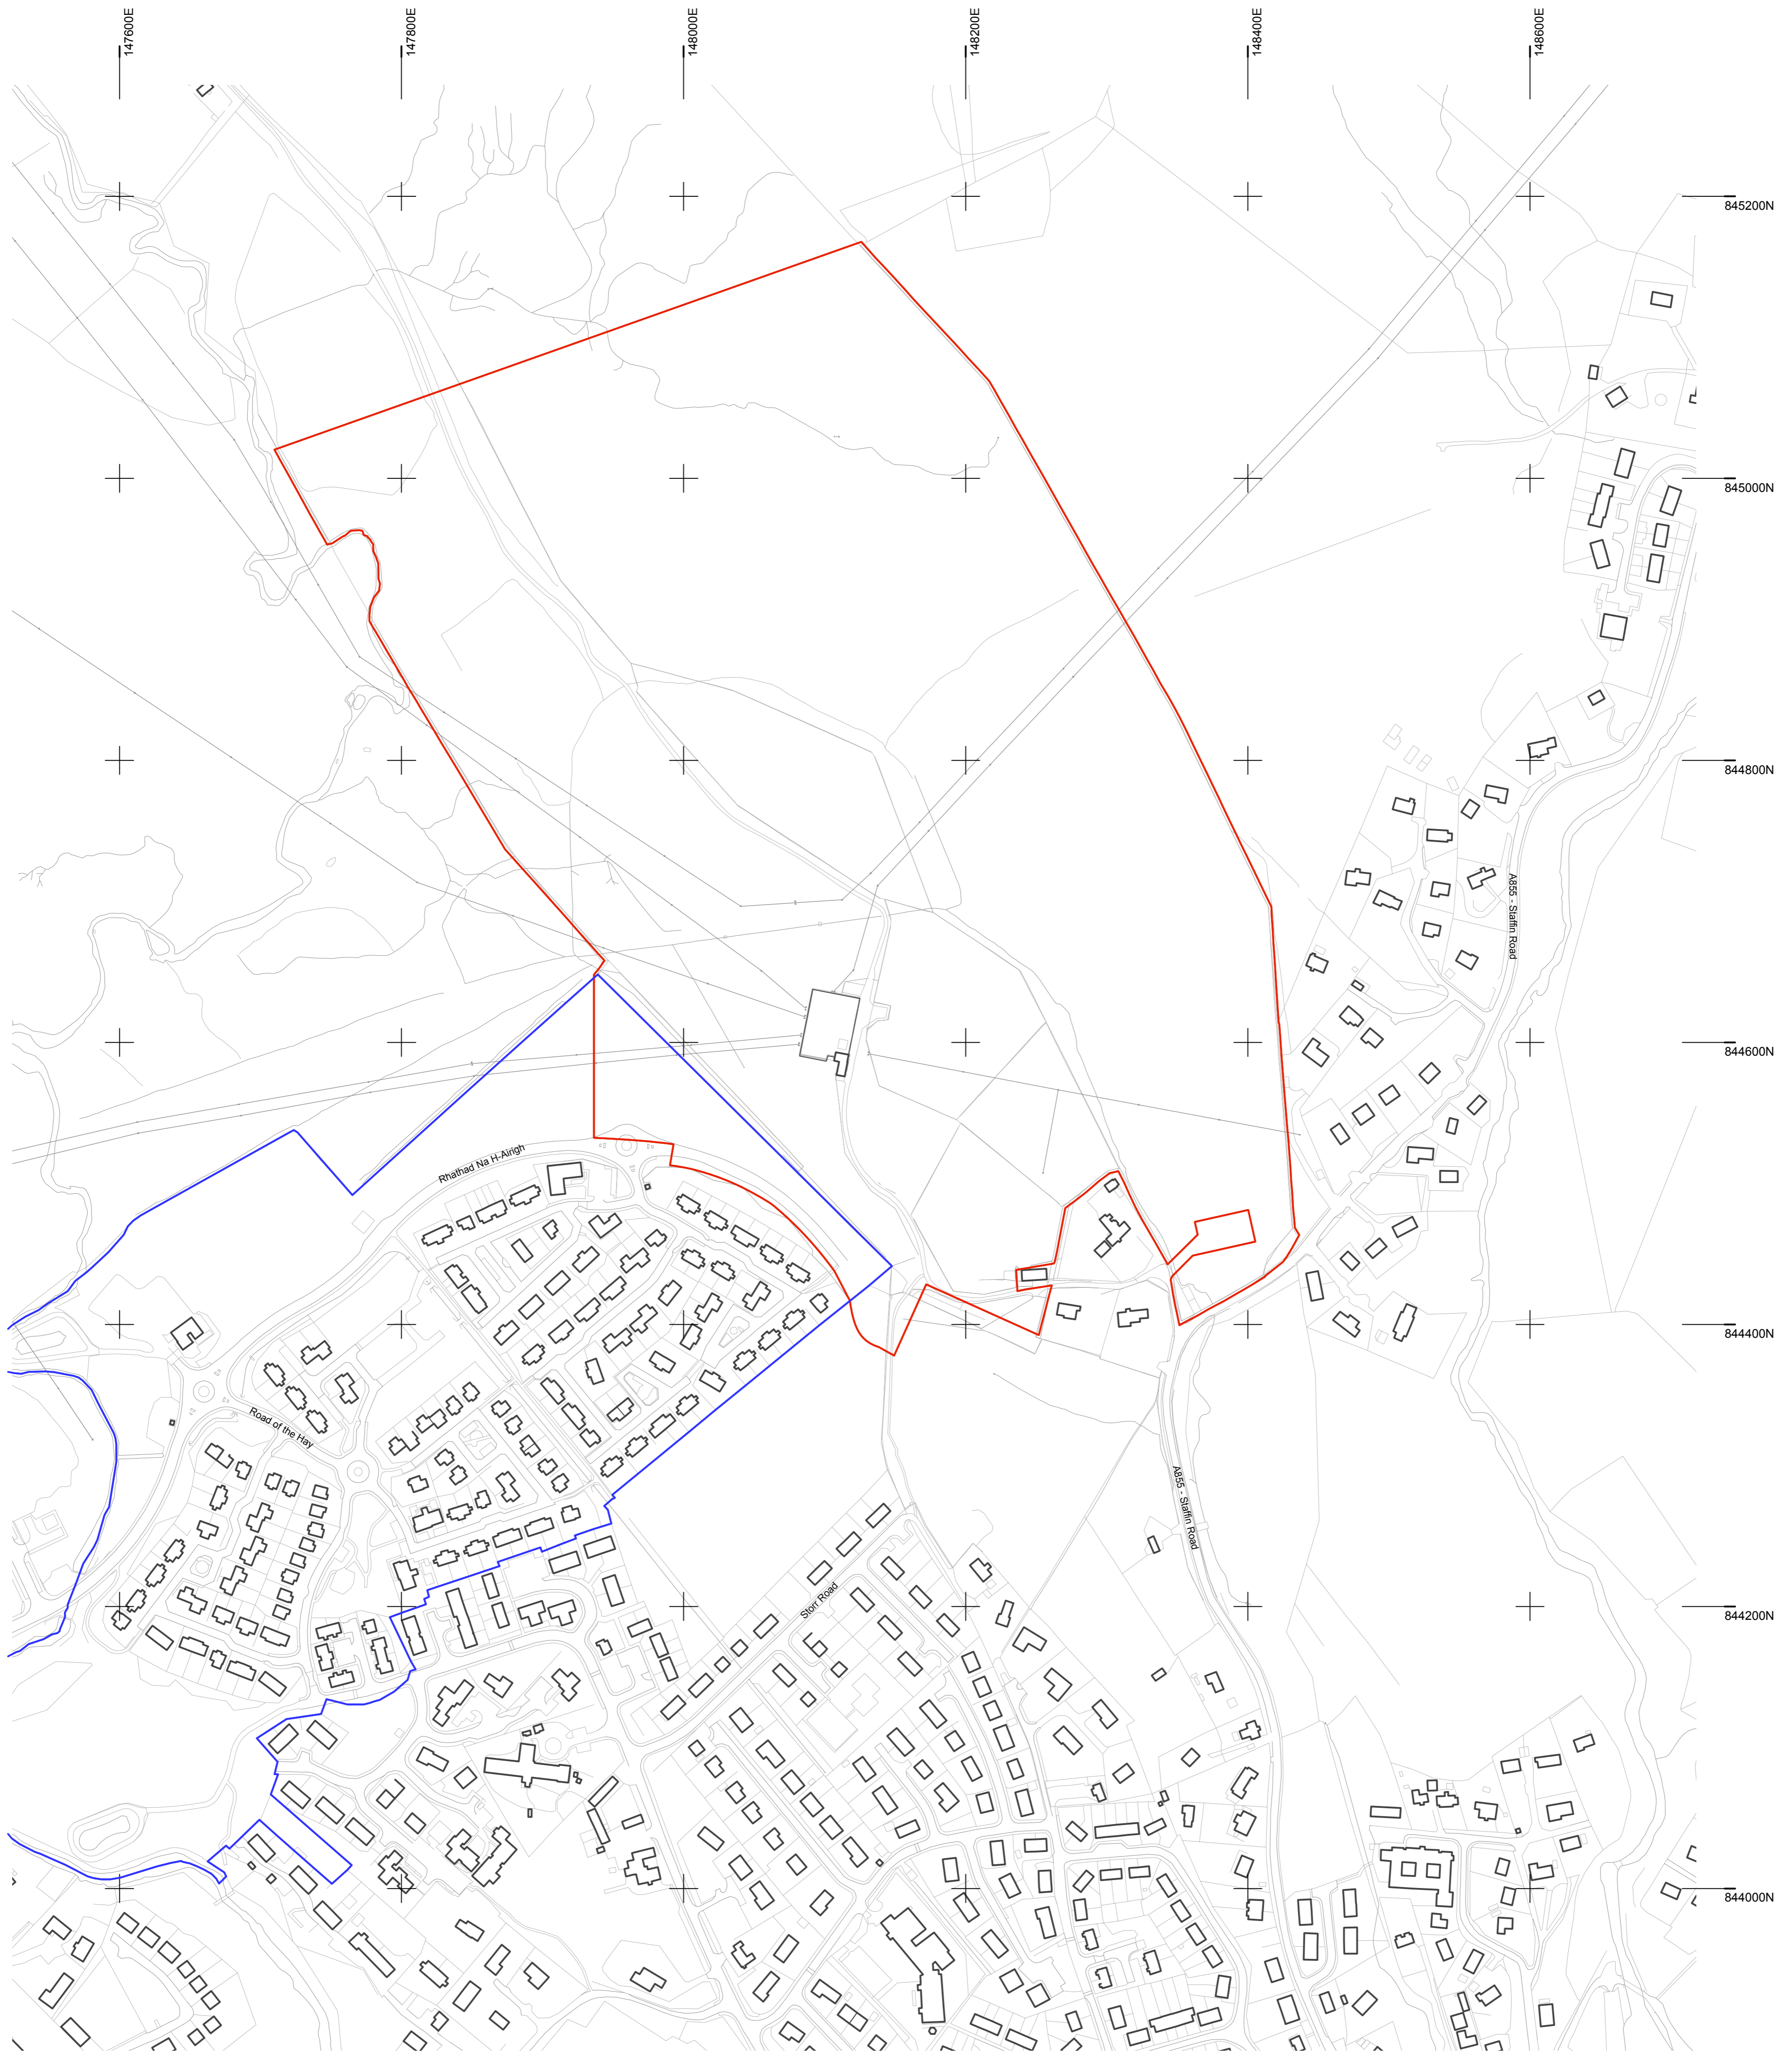 147600E
147800E
148000E
148200E
148400E
148600E
845200N
845000N
844800N
A855 - Staffin Road
844600N
Rhathad Na H-Airigh
844400N
Road of the Hay
A855 - Staffin Road
Storr Road
844200N
844000N